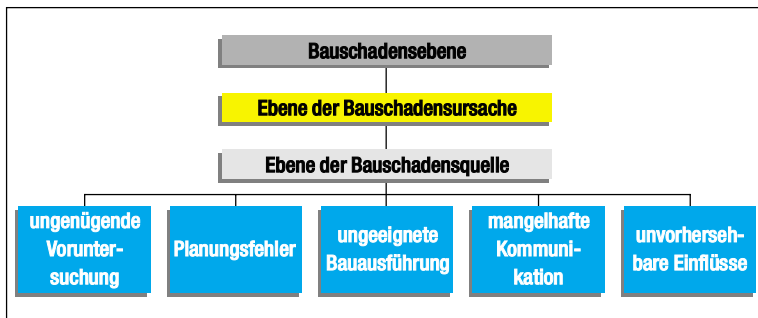 Bauschadensebene
Ebene der Bauschadensursache
Ebene der Bauschadensquelle
ungenügende
Vorunter-
suchung
Planungsfehler
ungeeignete
Bauausführung
mangelhafte
Kommuni-
kation
unvorherseh-
bare Einflüsse